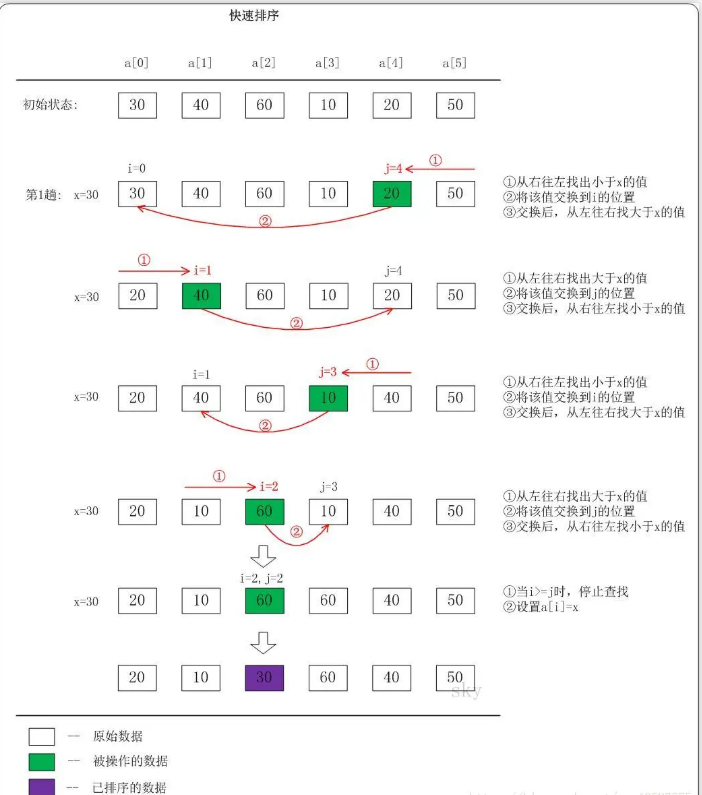 快速排序
a[0] a[1] a[2] a[3] a[4] a[5]
初始状态: 30 40 60 10 20 50
i=0 j=4 ①
第1趟: x=30 30 40 60 10 20 50
②
①从右往左找出小于x的值
②将该值交换到i的位置
③交换后，从左往右找大于x的值
① i=1 j=4
x=30 20 40 60 10 20 50
②
①从左往右找出大于x的值
②将该值交换到j的位置
③交换后，从右往左找小于x的值
i=1 j=3 ①
x=30 20 40 60 10 40 50
②
①从右往左找出小于x的值
②将该值交换到i的位置
③交换后，从左往右找大于x的值
① i=2 j=3
x=30 20 10 60 10 40 50
②
①从左往右找出大于x的值
②将该值交换到j的位置
③交换后，从右往左找小于x的值
i=2, j=2
x=30 20 10 60 60 40 50
①当i>=j时，停止查找
②设置a[i]=x
20 10 30 60 40 50
sky
-- 原始数据
-- 被操作的数据
-- 已排序的数据